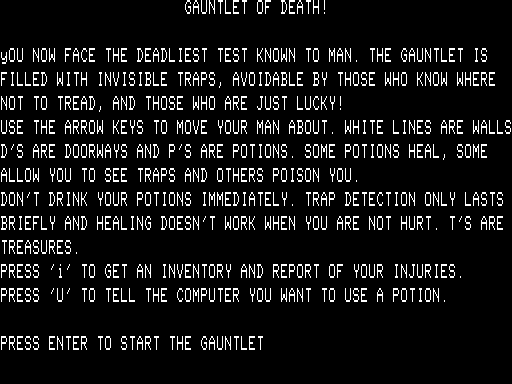 GAUNTLET OF DEATH!
yOU NOW FACE THE DEADLIEST TEST KNOWN TO MAN. THE GAUNTLET IS
FILLED WITH INVISIBLE TRAPS, AVOIDABLE BY THOSE WHO KNOW WHERE
NOT TO TREAD, AND THOSE WHO ARE JUST LUCKY!
USE THE ARROW KEYS TO MOVE YOUR MAN ABOUT. WHITE LINES ARE WALLS
D'S ARE DOORWAYS AND P'S ARE POTIONS. SOME POTIONS HEAL, SOME
ALLOW YOU TO SEE TRAPS AND OTHERS POISON YOU.
DON'T DRINK YOUR POTIONS IMMEDIATELY. TRAP DETECTION ONLY LASTS
BRIEFLY AND HEALING DOESN'T WORK WHEN YOU ARE NOT HURT. T'S ARE
TREASURES.
PRESS 'i' TO GET AN INVENTORY AND REPORT OF YOUR INJURIES.
PRESS 'U' TO TELL THE COMPUTER YOU WANT TO USE A POTION.
PRESS ENTER TO START THE GAUNTLET